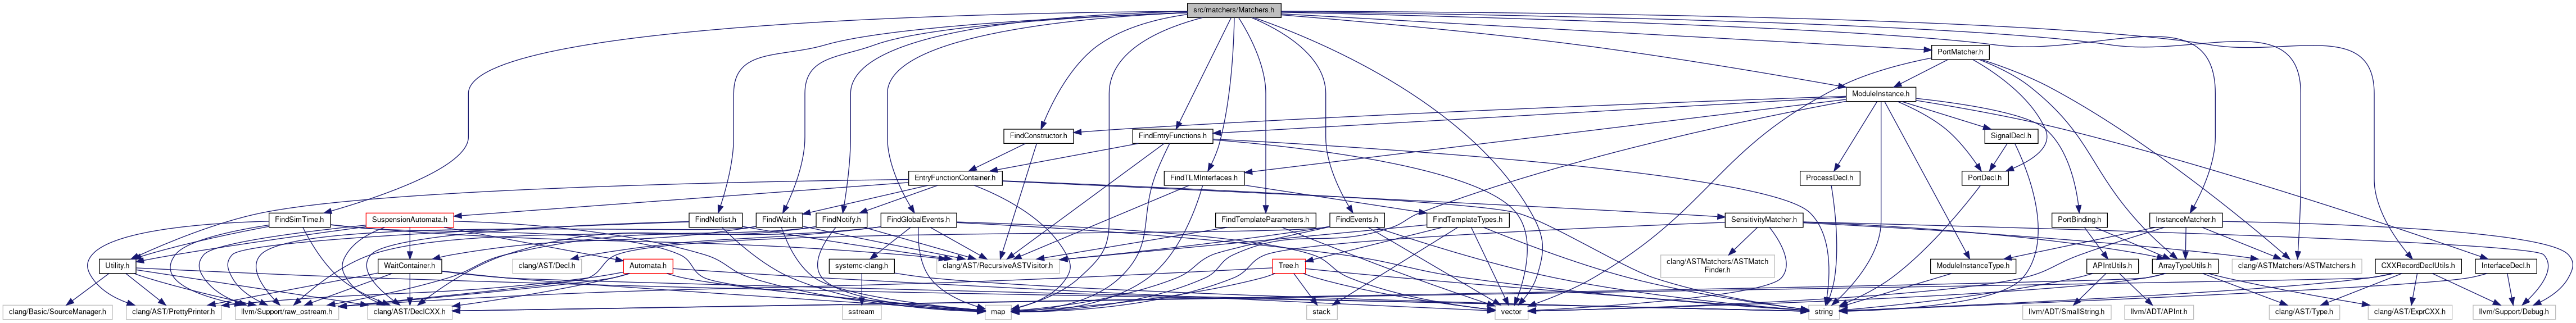 src/matchers/Matchers.h
PortMatcher.h
ModuleInstance.h
FindConstructor.h
FindEntryFunctions.h
SignalDecl.h
EntryFunctionContainer.h
FindTLMInterfaces.h
ProcessDecl.h
PortDecl.h
FindSimTime.h
SuspensionAutomata.h
FindNetlist.h
FindWait.h
FindNotify.h
FindGlobalEvents.h
FindTemplateParameters.h
FindEvents.h
FindTemplateTypes.h
SensitivityMatcher.h
PortBinding.h
InstanceMatcher.h
Utility.h
WaitContainer.h
clang/AST/Decl.h
Automata.h
systemc-clang.h
clang/AST/RecursiveASTVisitor.h
Tree.h
clang/ASTMatchers/ASTMatch
Finder.h
ModuleInstanceType.h
APIntUtils.h
ArrayTypeUtils.h
clang/ASTMatchers/ASTMatchers.h
CXXRecordDeclUtils.h
InterfaceDecl.h
clang/Basic/SourceManager.h
clang/AST/PrettyPrinter.h
llvm/Support/raw_ostream.h
clang/AST/DeclCXX.h
sstream
map
stack
vector
string
llvm/ADT/SmallString.h
llvm/ADT/APInt.h
clang/AST/Type.h
clang/AST/ExprCXX.h
llvm/Support/Debug.h